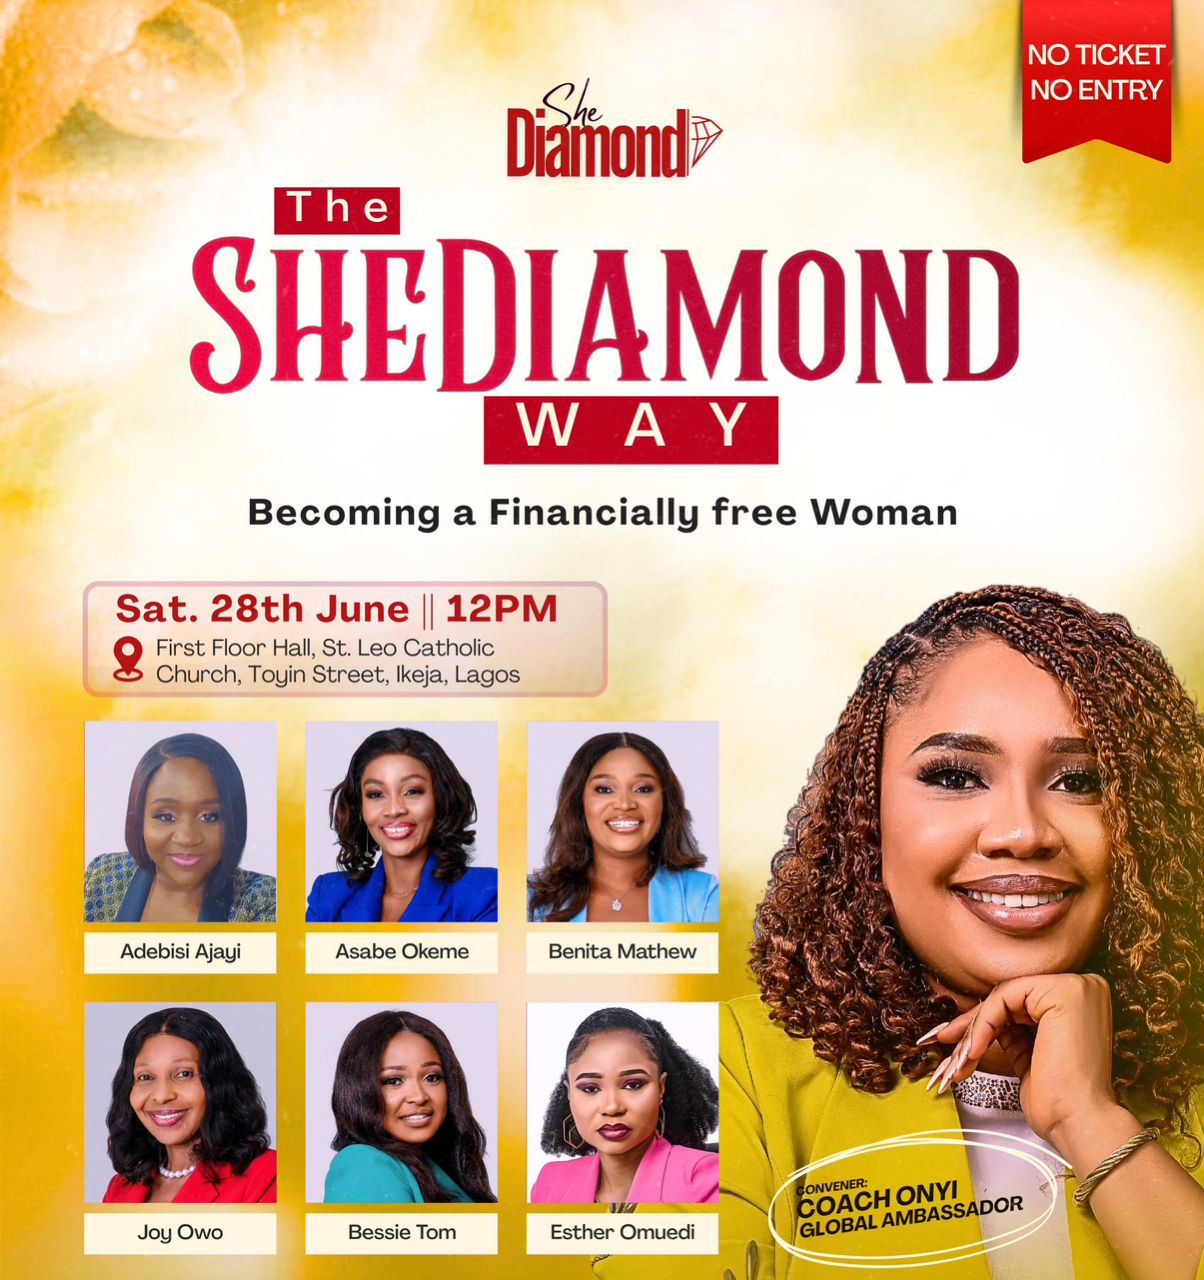 NO TICKET
NO ENTRY
She
Diamond
The
SHEDIAMOND
WAY
Becoming a Financially free Woman
Sat. 28th June || 12PM
First Floor Hall, St. Leo Catholic
Church, Toyin Street, Ikeja, Lagos
Adebisi Ajayi
Asabe Okeme
Benita Mathew
Joy Owo
Bessie Tom
Esther Omuedi
CONVENER:
COACH ONYI
GLOBAL AMBASSADOR